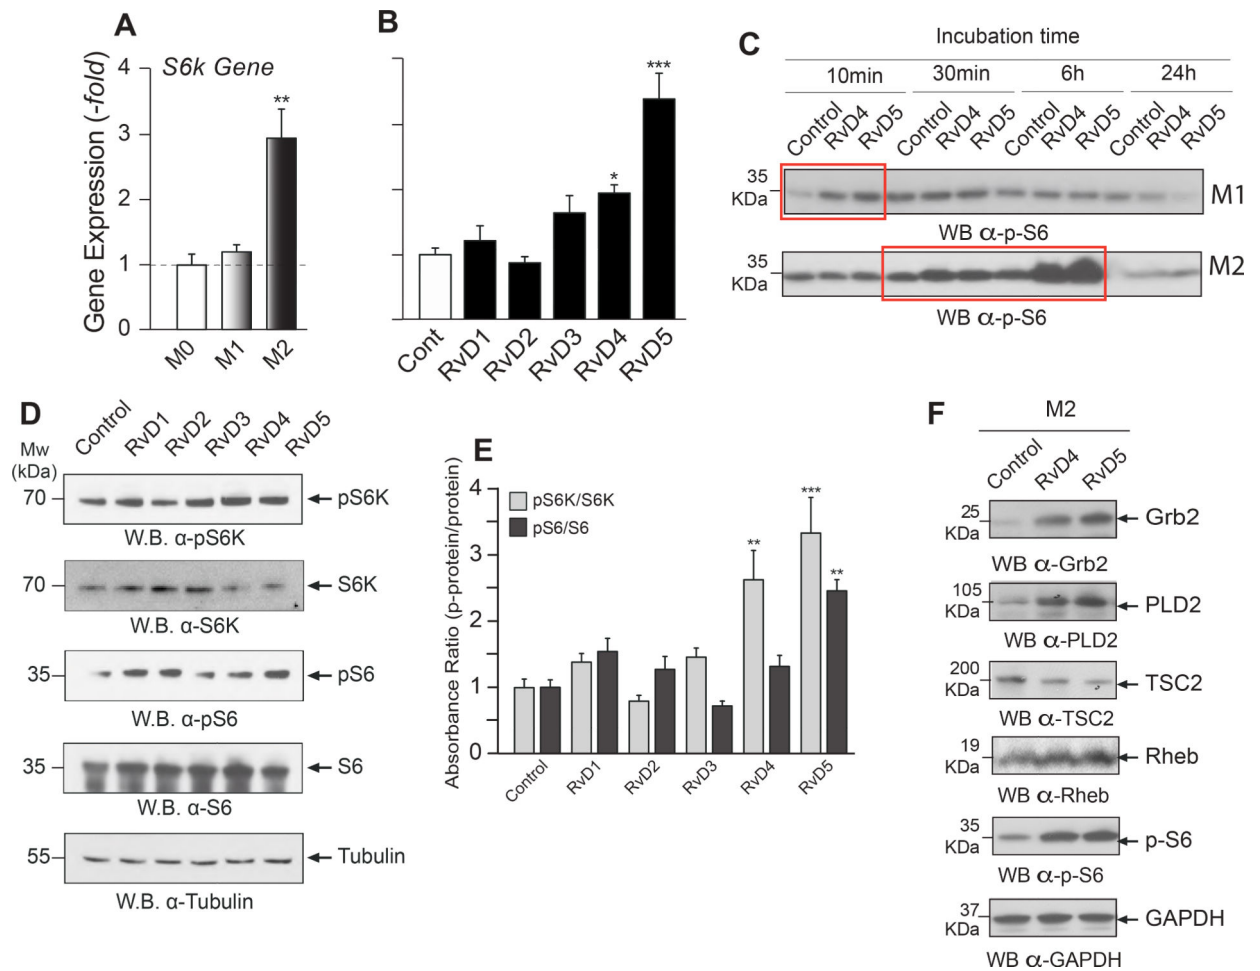 A
S6k Gene
Gene Expression (-fold)
4
3
2
1
0
**
M0
M1
M2
B
*
***
Cont
RvD1
RvD2
RvD3
RvD4
RvD5
C
Incubation time
10min 30min 6h 24h
Control RvD4 RvD5 Control RvD4 RvD5 Control RvD4 RvD5 Control RvD4 RvD5
35
KDa
M1
WB α-p-S6
35
KDa
M2
WB α-p-S6
D
Control RvD1 RvD2 RvD3 RvD4 RvD5
Mw
(kDa)
70 pS6K
W.B. α-pS6K
70 S6K
W.B. α-S6K
35 pS6
W.B. α-pS6
35 S6
W.B. α-S6
55 Tubulin
W.B. α-Tubulin
E
Absorbance Ratio (p-protein/protein)
4
3
2
1
0
pS6K/S6K
pS6/S6
**
***
**
Control
RvD1
RvD2
RvD3
RvD4
RvD5
F
M2
Control RvD4 RvD5
25
KDa
Grb2
WB α-Grb2
105
KDa
PLD2
WB α-PLD2
200
KDa
TSC2
WB α-TSC2
19
KDa
Rheb
WB α-Rheb
35
KDa
p-S6
WB α-p-S6
37
KDa
GAPDH
WB α-GAPDH